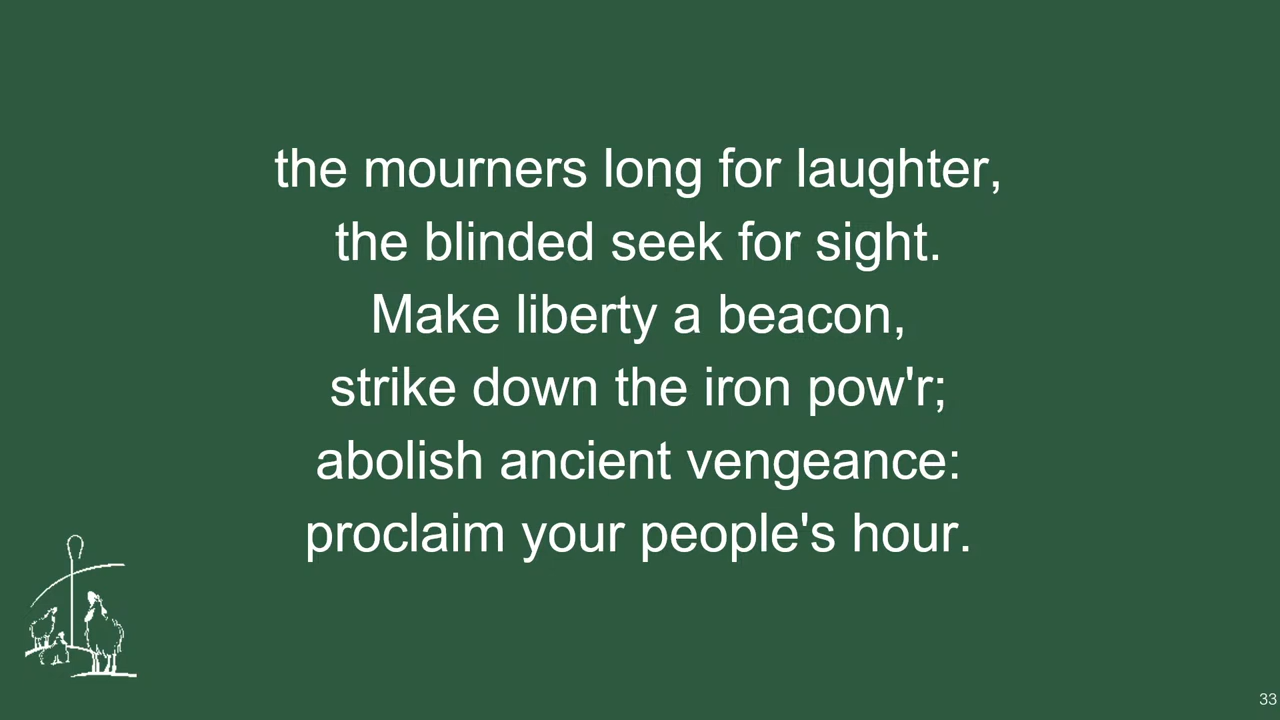 the mourners long for laughter,
the blinded seek for sight.
Make liberty a beacon,
strike down the iron pow'r;
abolish ancient vengeance:
proclaim your people's hour.
33